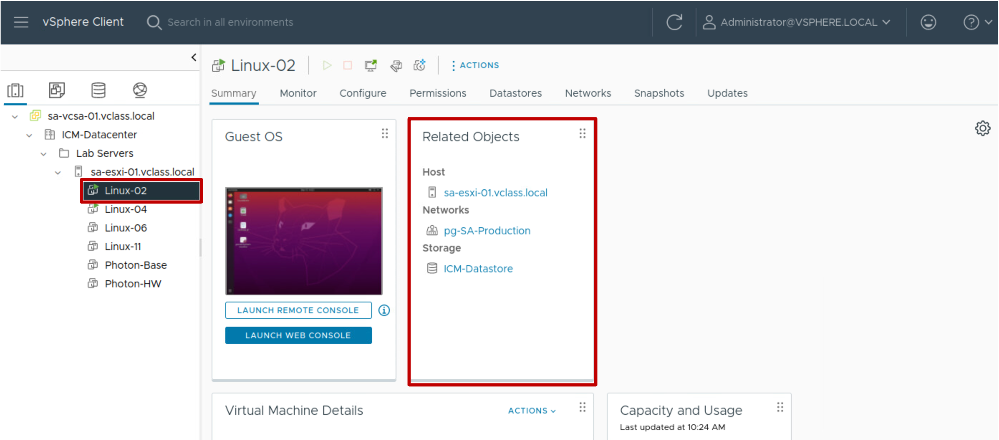 vSphere Client
Search in all environments
Administrator@VSPHERE.LOCAL
sa-vcsa-01.vclass.local
ICM-Datacenter
Lab Servers
sa-esxi-01.vclass.local
Linux-02
Linux-04
Linux-06
Linux-11
Photon-Base
Photon-HW
Linux-02
ACTIONS
Summary Monitor Configure Permissions Datastores Networks Snapshots Updates
Guest OS
LAUNCH REMOTE CONSOLE
LAUNCH WEB CONSOLE
Related Objects
Host
sa-esxi-01.vclass.local
Networks
pg-SA-Production
Storage
ICM-Datastore
Virtual Machine Details
ACTIONS
Capacity and Usage
Last updated at 10:24 AM